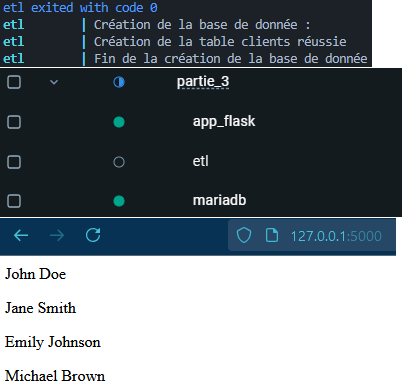 etl exited with code 0
etl | Création de la base de donnée :
etl | Création de la table clients réussie
etl | Fin de la création de la base de donnée
partie_3
app_flask
etl
mariadb
127.0.0.1:5000
John Doe
Jane Smith
Emily Johnson
Michael Brown